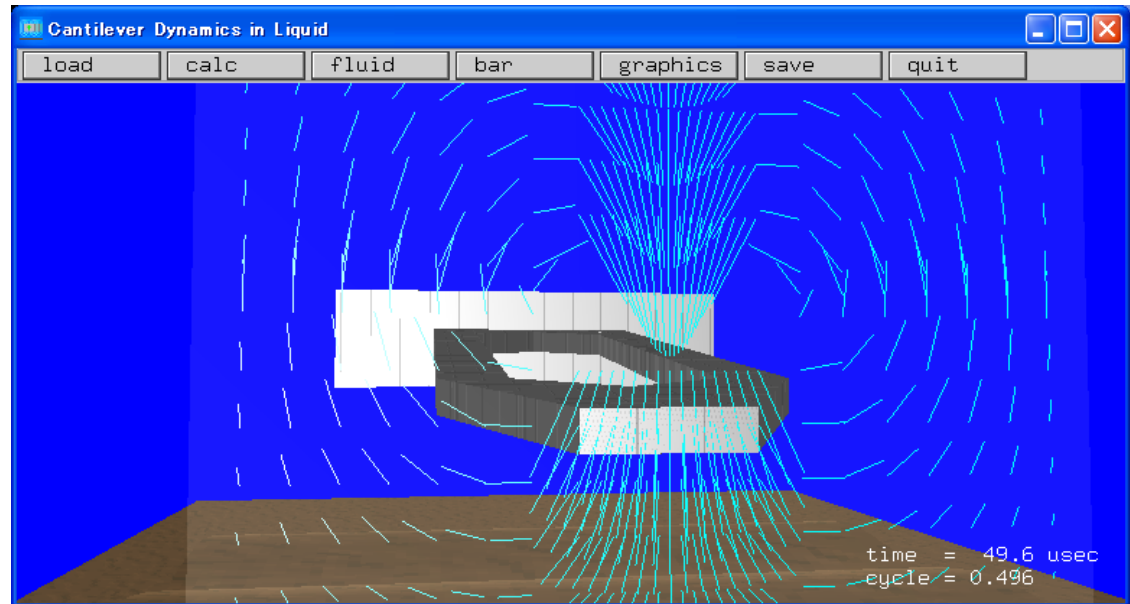 Cantilever Dynamics in Liquid
load calc fluid bar graphics save quit
time = 49.6 usec
cycle = 0.496